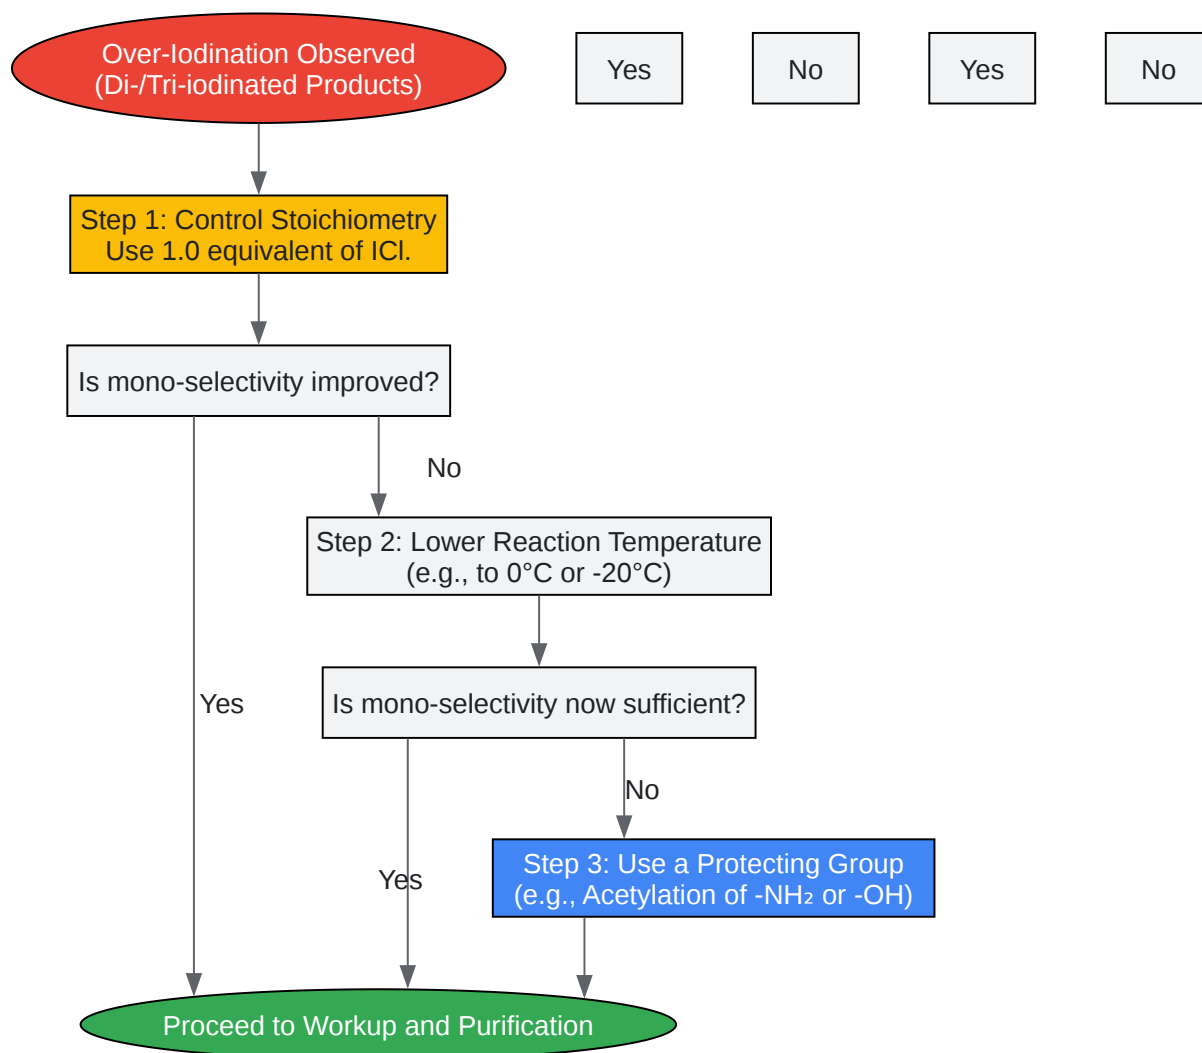 Over-Iodination Observed
(Di-/Tri-iodinated Products)
Yes
No
Yes
No
Step 1: Control Stoichiometry
Use 1.0 equivalent of ICl.
Is mono-selectivity improved?
No
Step 2: Lower Reaction Temperature
(e.g., to 0°C or -20°C)
Yes
Is mono-selectivity now sufficient?
No
Yes
Step 3: Use a Protecting Group
(e.g., Acetylation of -NH₂ or -OH)
Proceed to Workup and Purification